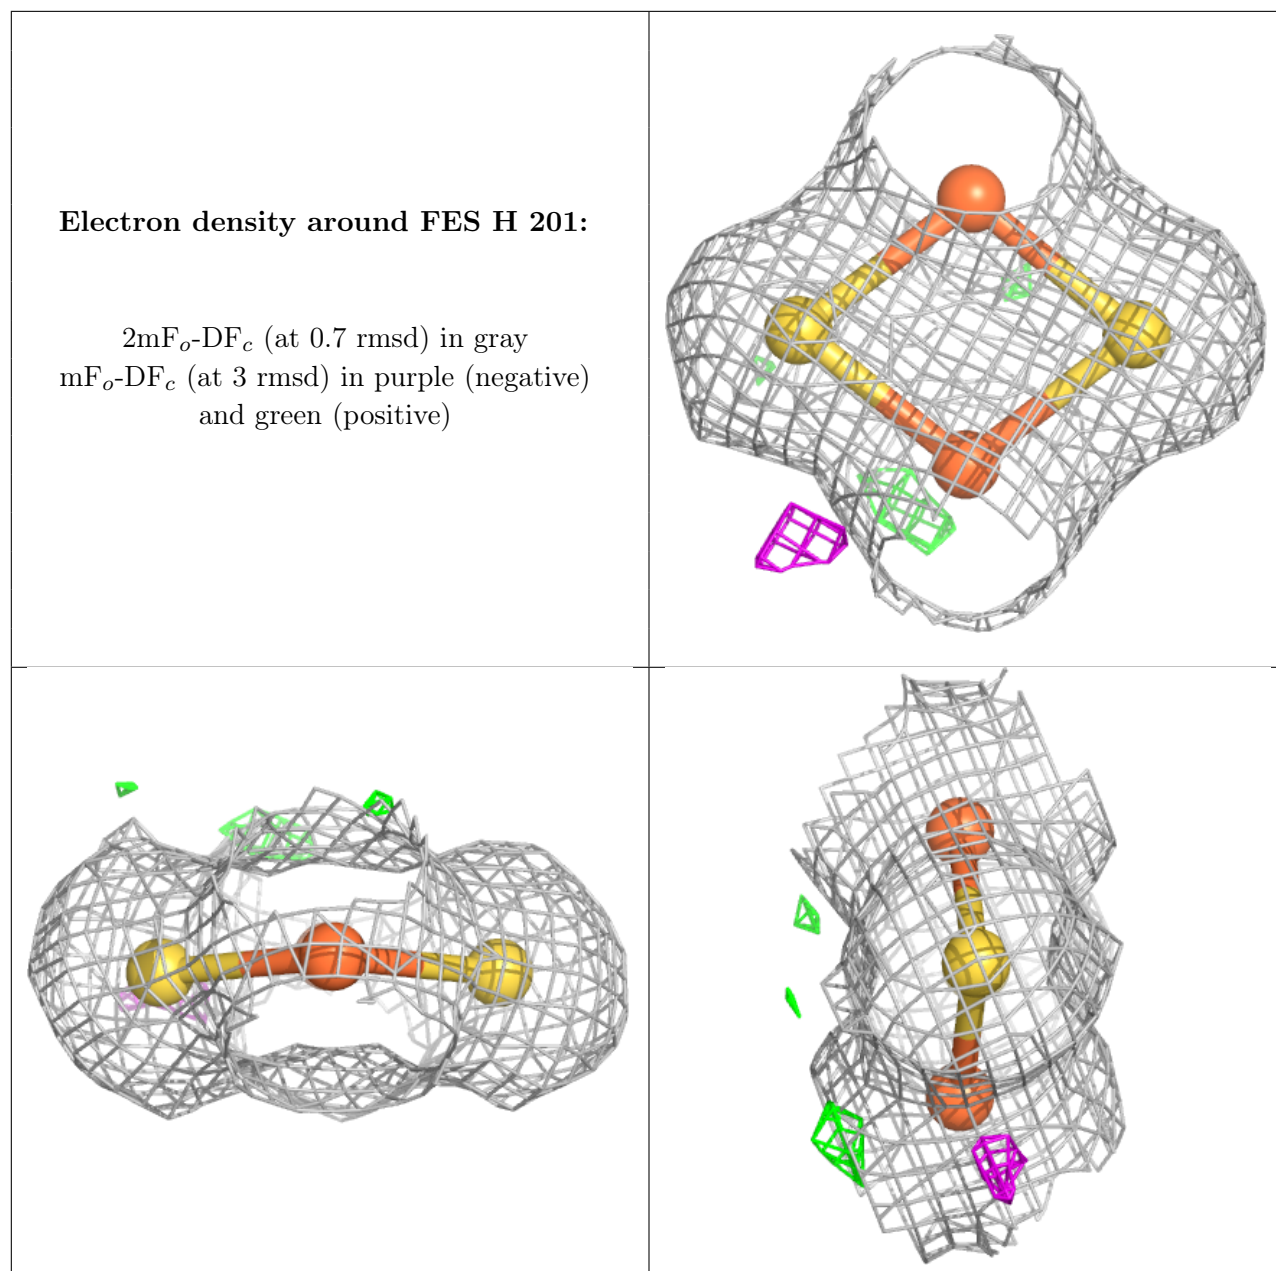 Electron density around FES H 201:
2mFo-DFc (at 0.7 rmsd) in gray
mFo-DFc (at 3 rmsd) in purple (negative)
and green (positive)